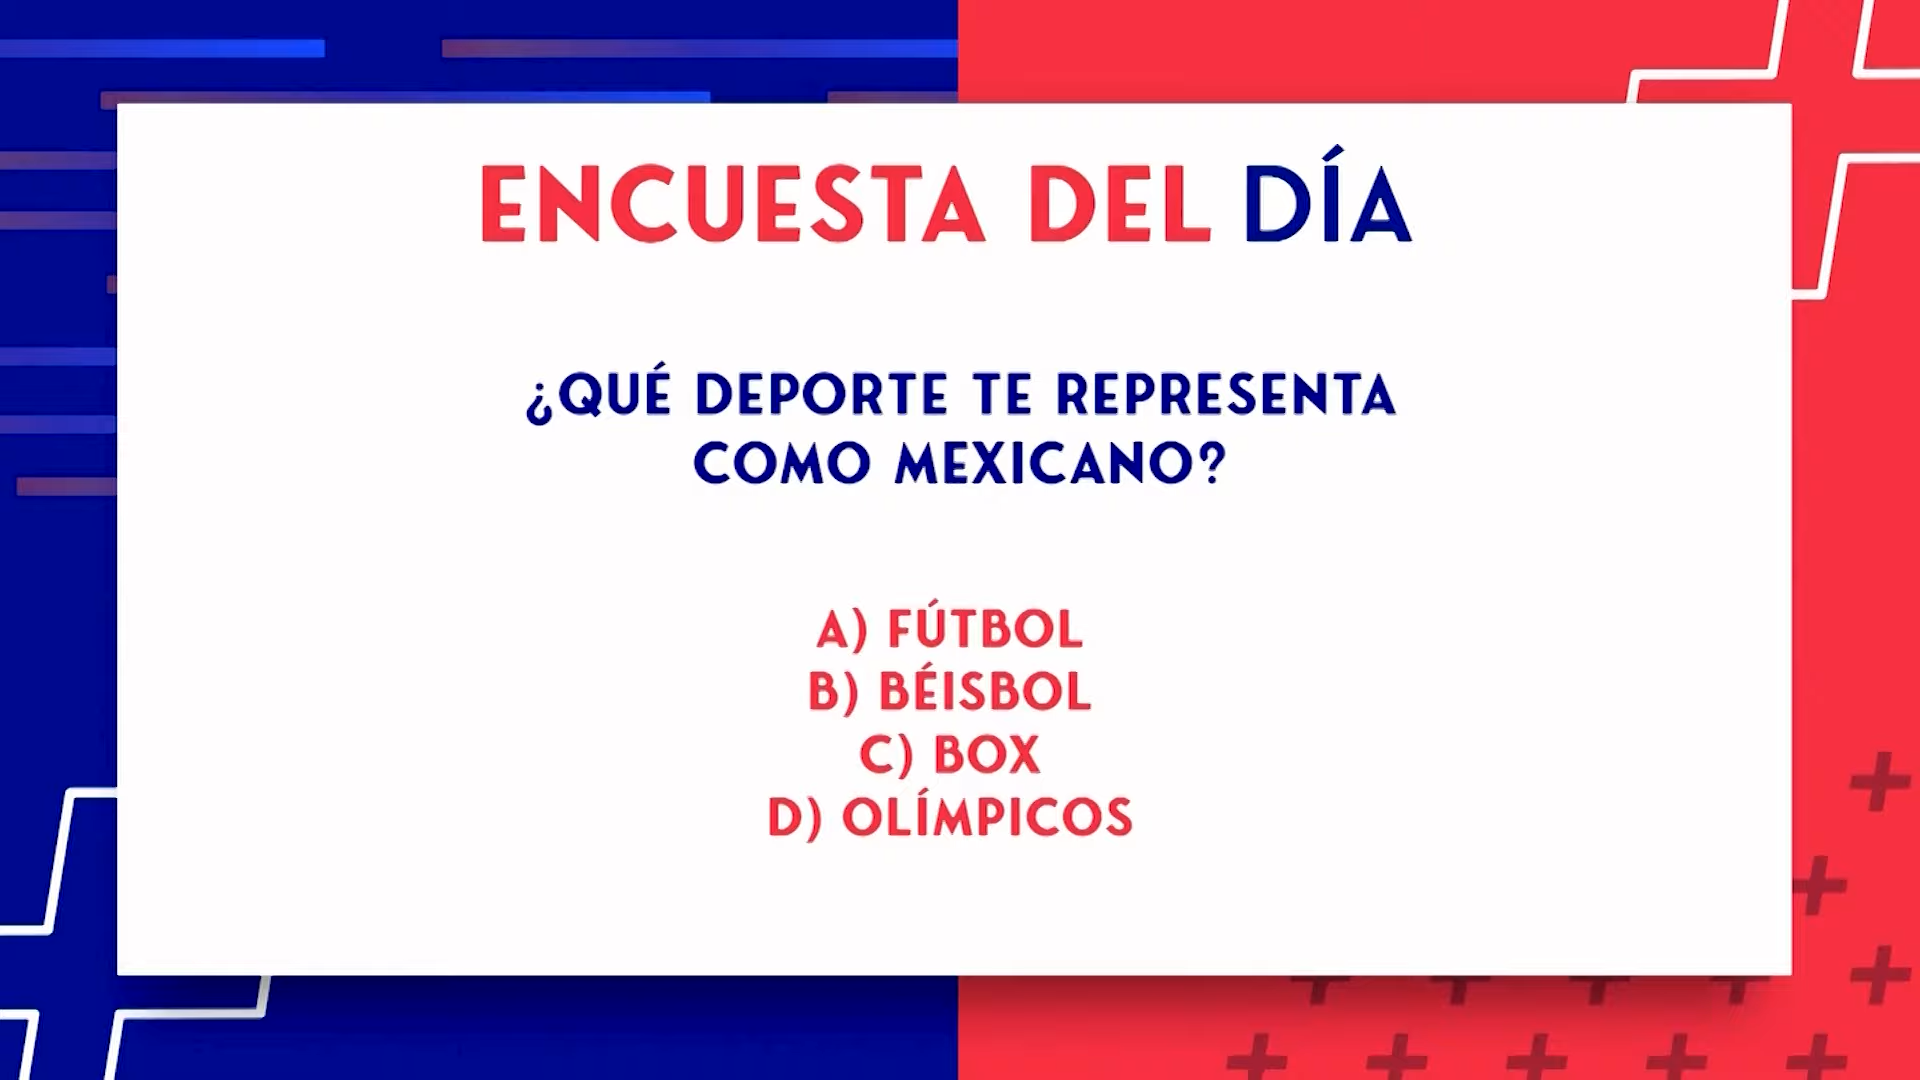 ENCUESTA DEL DÍA
¿QUÉ DEPORTE TE REPRESENTA
COMO MEXICANO?
A) FÚTBOL
B) BÉISBOL
C) BOX
D) OLÍMPICOS